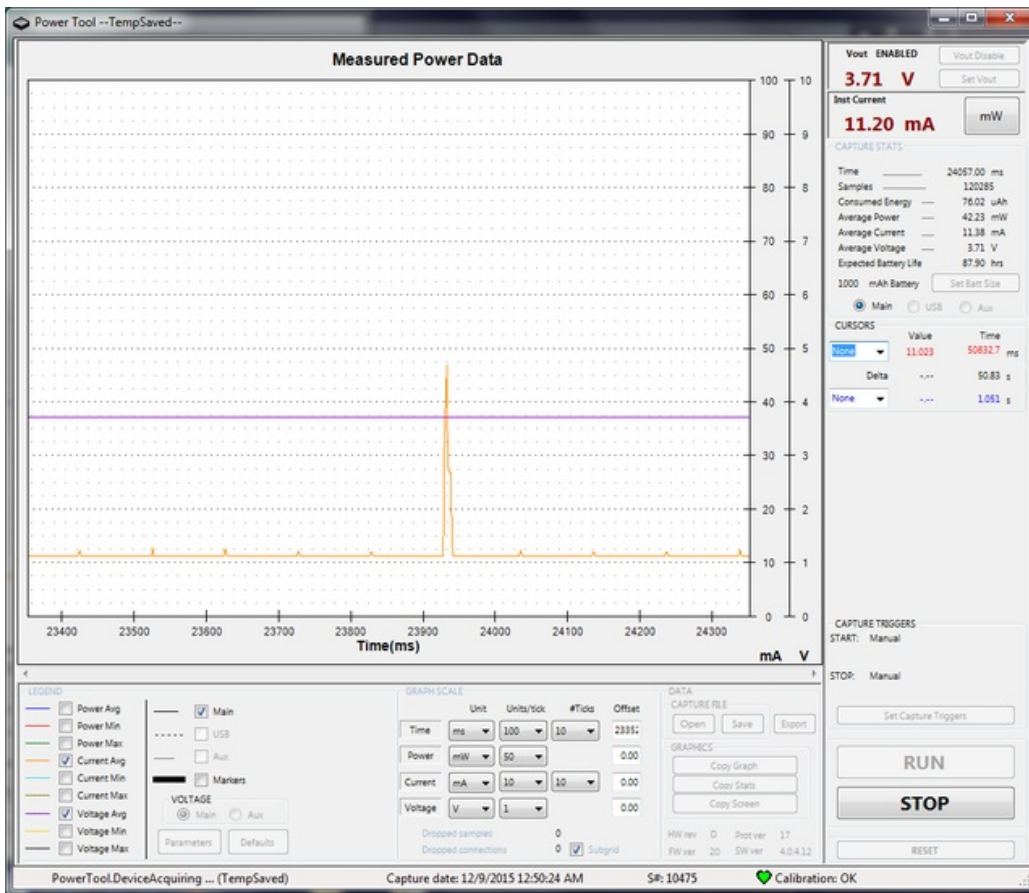 Power Tool --TempSaved--
Measured Power Data
100 10
90 9
80 8
70 7
60 6
50 5
40 4
30 3
20 2
10 1
0 0
23400 23500 23600 23700 23800 23900 24000 24100 24200 24300
Time(ms)
mA V
Vout ENABLED
Vout Disable
3.71 V
Set Vout
Inst Current
11.20 mA
mW
CAPTURE STATS
Time 24057.00 ms
Samples 120285
Consumed Energy 76.02 uAh
Average Power 42.23 mW
Average Current 11.38 mA
Average Voltage 3.71 V
Expected Battery Life 87.90 hrs
1000 mAh Battery Set Batt Size
Main USB Aux
CURSORS
Value Time
None 11.023 50832.7 ms
Delta -.-- 50.83 s
None -.-- 1.051 s
CAPTURE TRIGGERS
START: Manual
STOP: Manual
Set Capture Triggers
RUN
STOP
RESET
LEGEND
Power Avg
Power Min
Power Max
Current Avg
Current Min
Current Max
Voltage Avg
Voltage Min
Voltage Max
Main
USB
Aux
Markers
VOLTAGE
Main Aux
Parameters Defaults
GRAPH SCALE
Unit Units/tick #Ticks Offset
Time ms 100 10 23352
Power mW 50 0.00
Current mA 10 10 0.00
Voltage V 1 0.00
Dropped samples 0
Dropped connections 0 Subgrid
DATA
CAPTURE FILE
Open Save Export
GRAPHICS
Copy Graph
Copy Stats
Copy Screen
HW rev D Prot ver 17
FW ver 20 SW ver 4.0.4.12
PowerTool.DeviceAcquiring ... (TempSaved) Capture date: 12/9/2015 12:50:24 AM S#: 10475 Calibration: OK